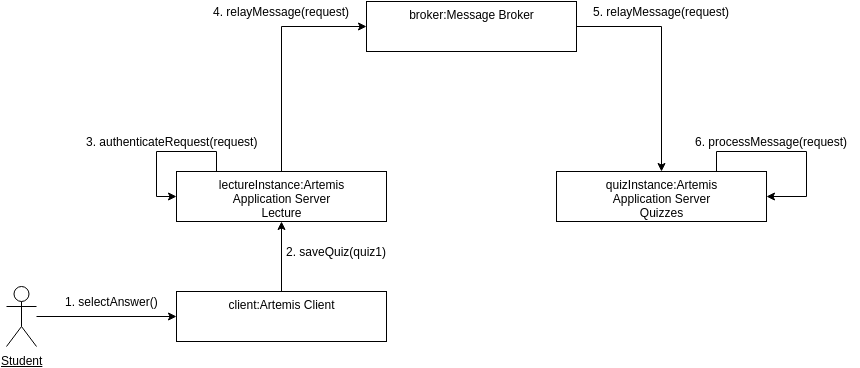 4. relayMessage(request)
broker:Message Broker
5. relayMessage(request)
3. authenticateRequest(request)
6. processMessage(request)
lectureInstance:Artemis
Application Server
Lecture
quizInstance:Artemis
Application Server
Quizzes
2. saveQuiz(quiz1)
1. selectAnswer()
client:Artemis Client
Student